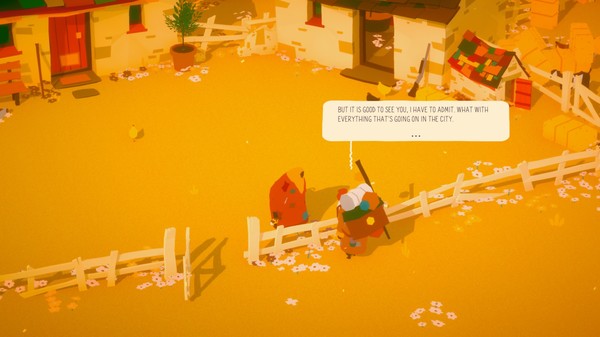 BUT IT IS GOOD TO SEE YOU, I HAVE TO ADMIT. WHAT WITH
EVERYTHING THAT'S GOING ON IN THE CITY.
...